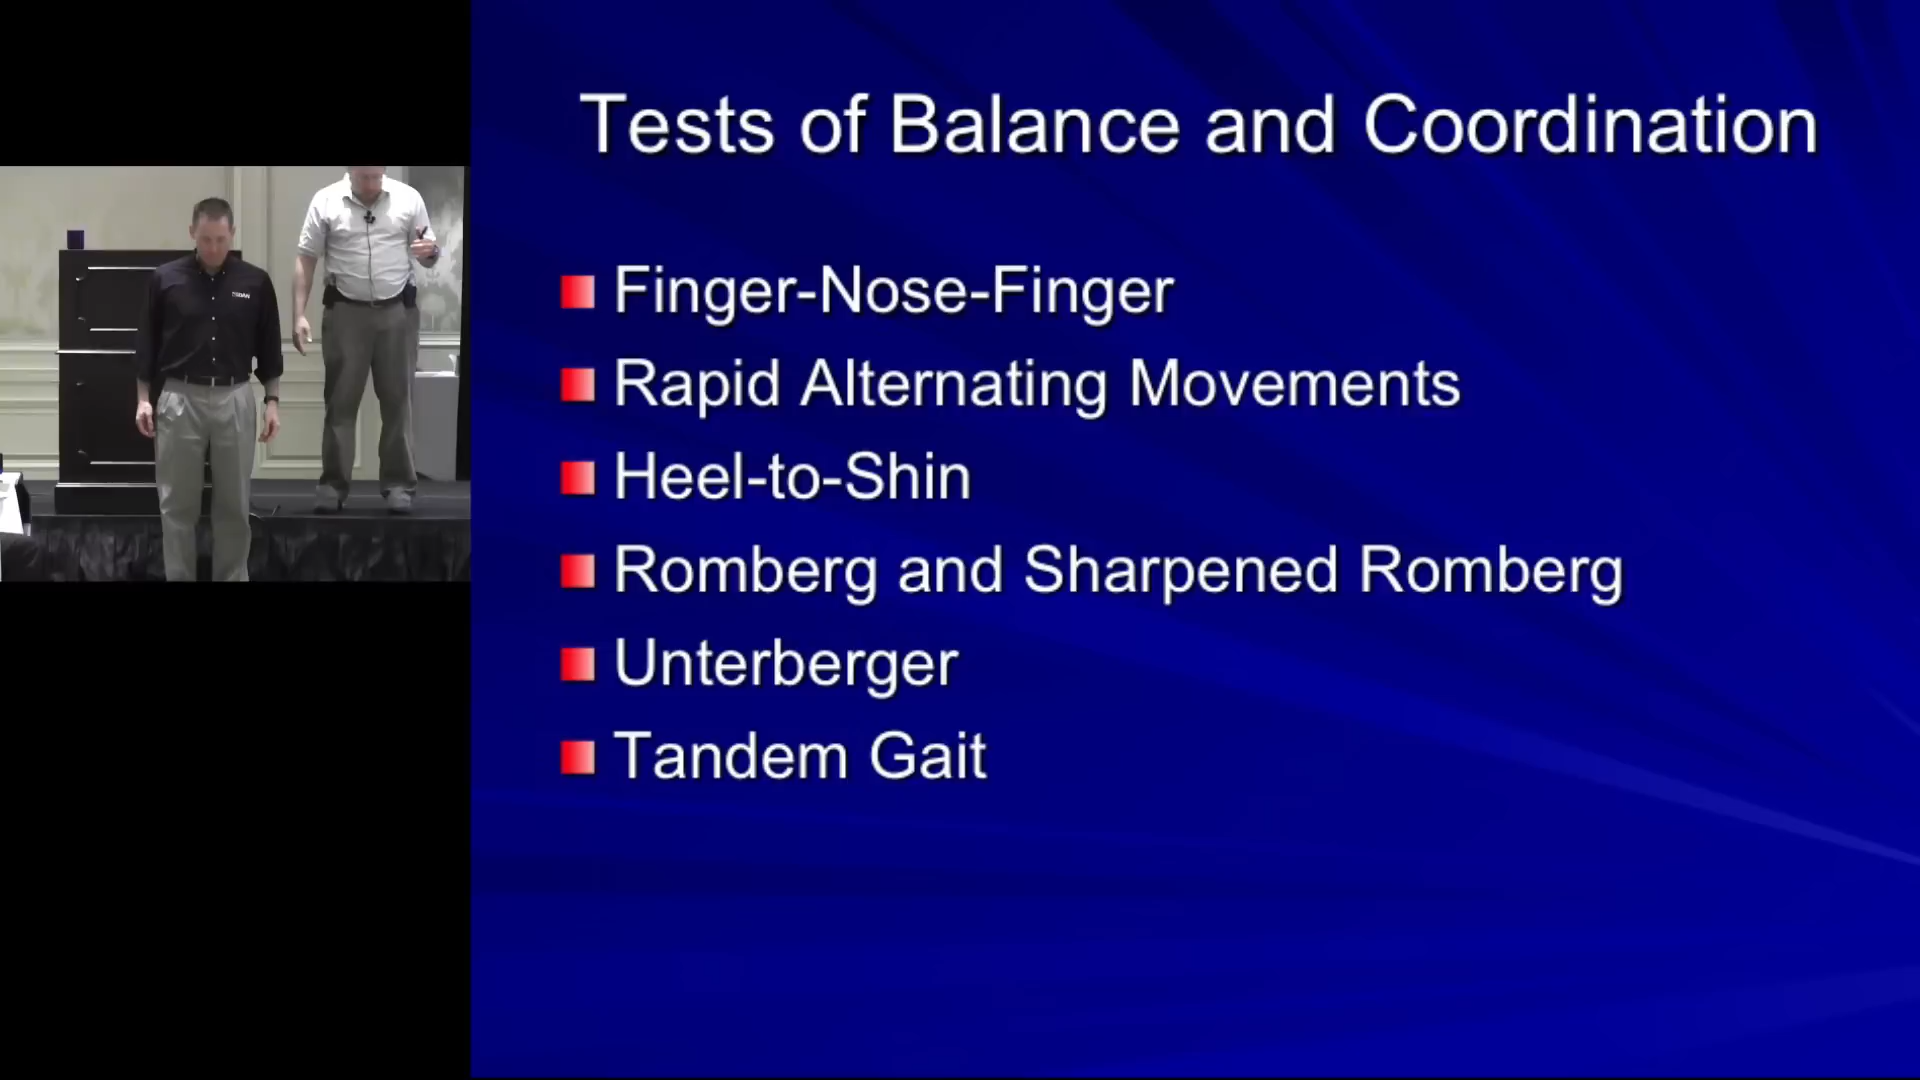 Tests of Balance and Coordination
Finger-Nose-Finger
Rapid Alternating Movements
Heel-to-Shin
Romberg and Sharpened Romberg
Unterberger
Tandem Gait